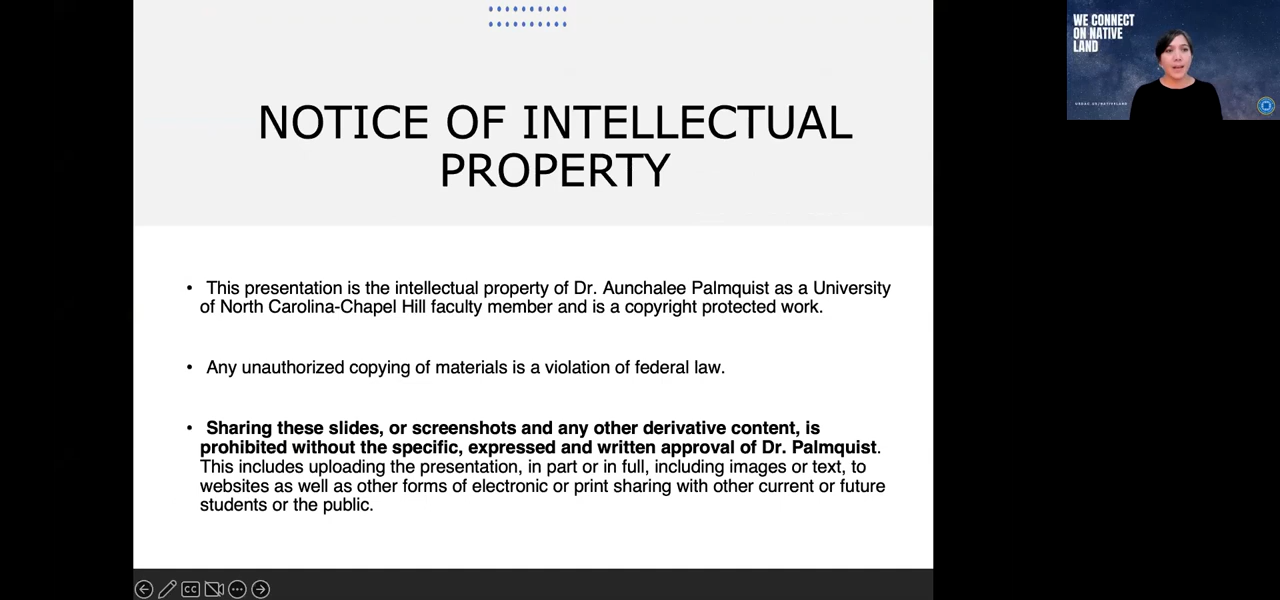 WE CONNECT
ON NATIVE
LAND
NOTICE OF INTELLECTUAL
PROPERTY
• This presentation is the intellectual property of Dr. Aunchalee Palmquist as a University
of North Carolina-Chapel Hill faculty member and is a copyright protected work.
• Any unauthorized copying of materials is a violation of federal law.
• Sharing these slides, or screenshots and any other derivative content, is
prohibited without the specific, expressed and written approval of Dr. Palmquist.
This includes uploading the presentation, in part or in full, including images or text, to
websites as well as other forms of electronic or print sharing with other current or future
students or the public.
CC